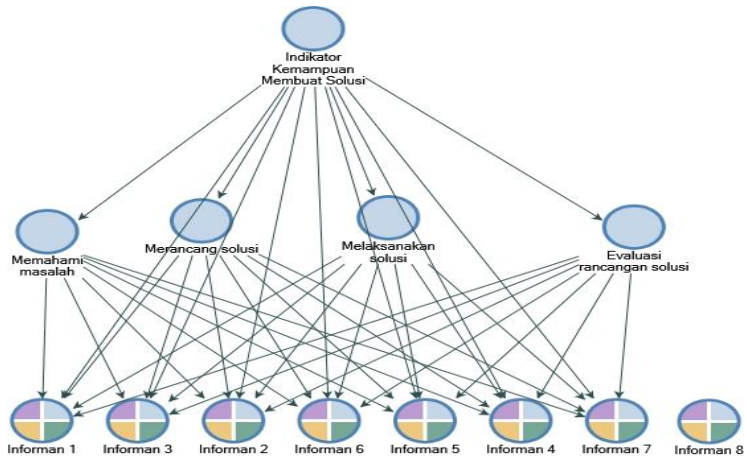 Indikator
Kemampuan
Membuat Solusi
Memahami
masalah
Merancang solusi
Melaksanakan
solusi
Evaluasi
rancangan solusi
Informan 1
Informan 3
Informan 2
Informan 6
Informan 5
Informan 4
Informan 7
Informan 8